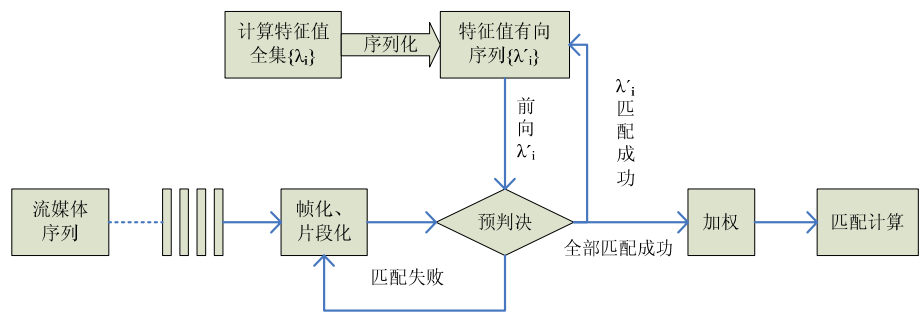 计算特征值
全集{λi}
序列化
特征值有向
序列{λ´i}
前向λ´i
λ´i匹配成功
流媒体
序列
帧化、
片段化
预判决
加权
匹配计算
全部匹配成功
匹配失败